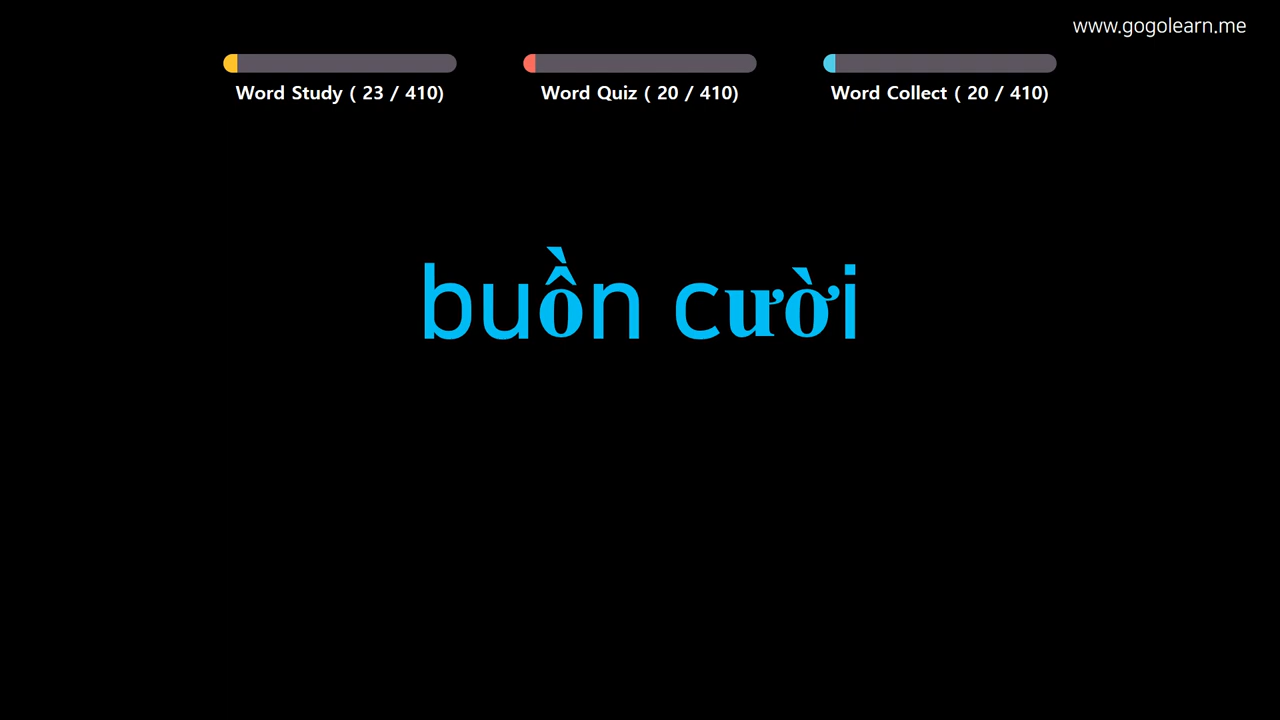 www.gogolearn.me
Word Study ( 23 / 410)
Word Quiz ( 20 / 410)
Word Collect ( 20 / 410)
buồn cười